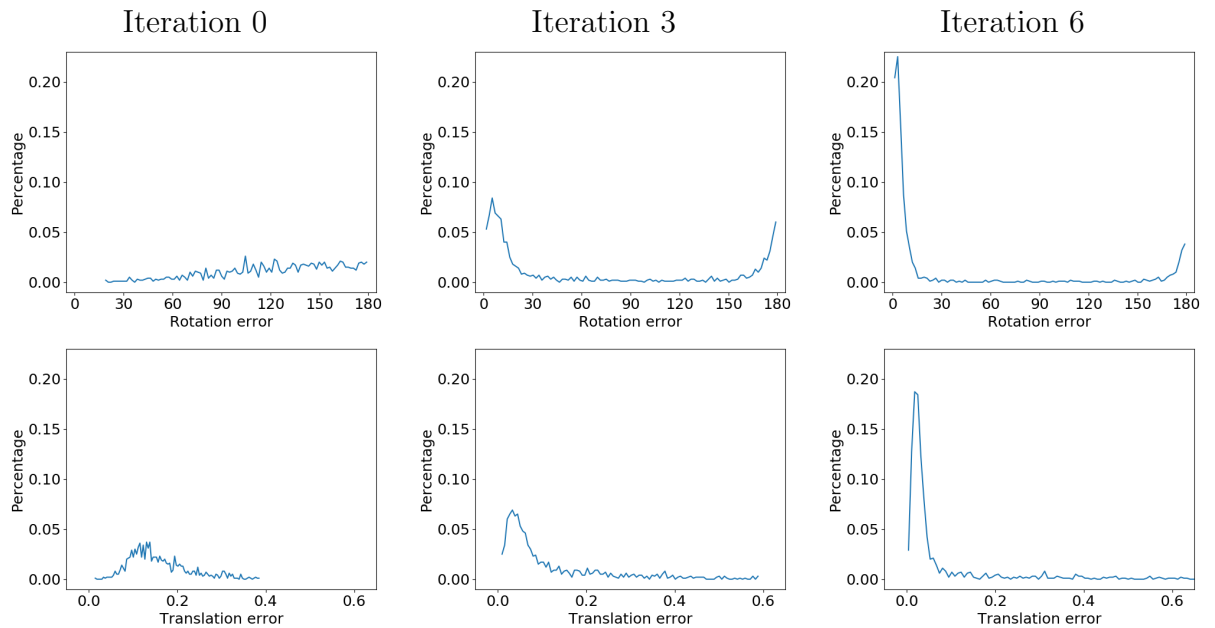 Iteration 0
Iteration 3
Iteration 6
0.20
0.15
0.10
0.05
0.00
Percentage
0 30 60 90 120 150 180
Rotation error
0.20
0.15
0.10
0.05
0.00
Percentage
0 30 60 90 120 150 180
Rotation error
0.20
0.15
0.10
0.05
0.00
Percentage
0 30 60 90 120 150 180
Rotation error
0.20
0.15
0.10
0.05
0.00
Percentage
0.0 0.2 0.4 0.6
Translation error
0.20
0.15
0.10
0.05
0.00
Percentage
0.0 0.2 0.4 0.6
Translation error
0.20
0.15
0.10
0.05
0.00
Percentage
0.0 0.2 0.4 0.6
Translation error